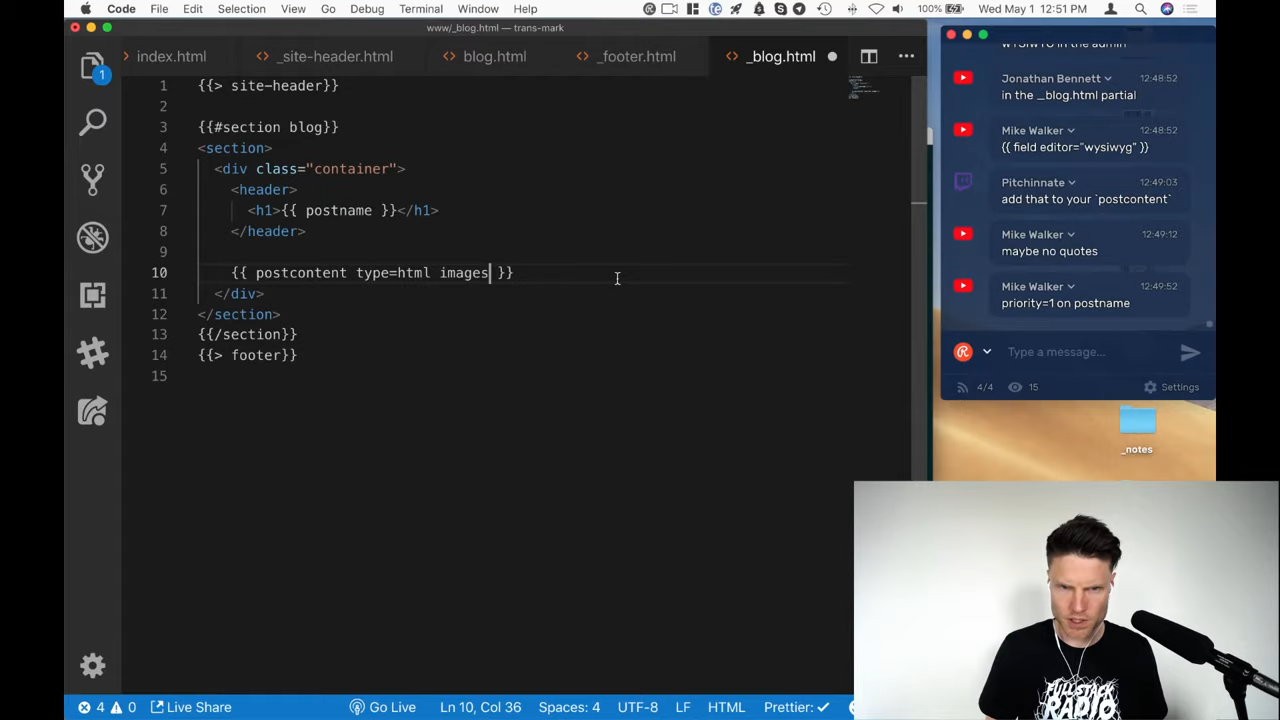 Code File Edit Selection View Go Debug Terminal Window Help
100% Wed May 1 12:51 PM
www/_blog.html — trans-mark
index.html _site-header.html blog.html _footer.html _blog.html
1 {{> site-header}}
2
3 {{#section blog}}
4 <section>
5 <div class="container">
6 <header>
7 <h1>{{ postname }}</h1>
8 </header>
9
10 {{ postcontent type=html images }}
11 </div>
12 </section>
13 {{/section}}
14 {{> footer}}
15
1
4 0 Live Share Go Live Ln 10, Col 36 Spaces: 4 UTF-8 LF HTML Prettier: ✓
WYSIWYG in the admin
Jonathan Bennett 12:48:52
in the _blog.html partial
Mike Walker 12:48:52
{{ field editor="wysiwyg" }}
Pitchinnate 12:49:03
add that to your `postcontent`
Mike Walker 12:49:12
maybe no quotes
Mike Walker 12:49:52
priority=1 on postname
Type a message...
4/4 15 Settings
_notes
FULL STACK
RADIO